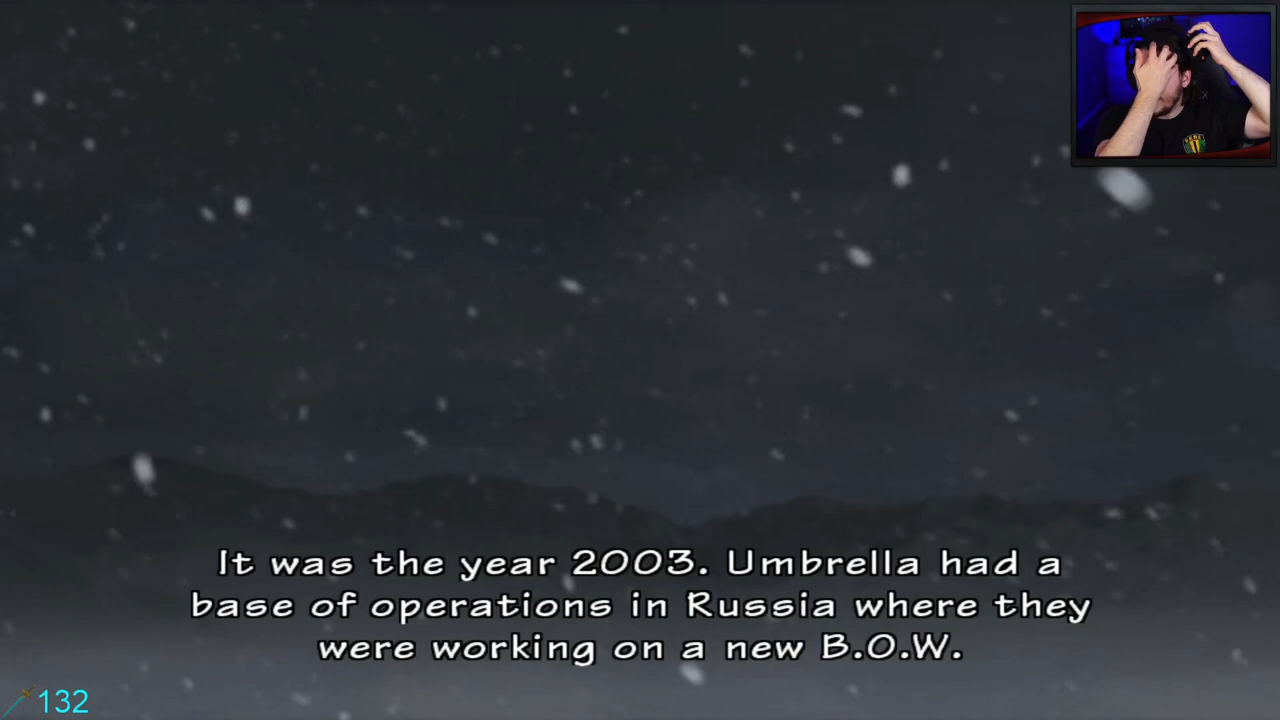 It was the year 2003. Umbrella had a
base of operations in Russia where they
were working on a new B.O.W.
132